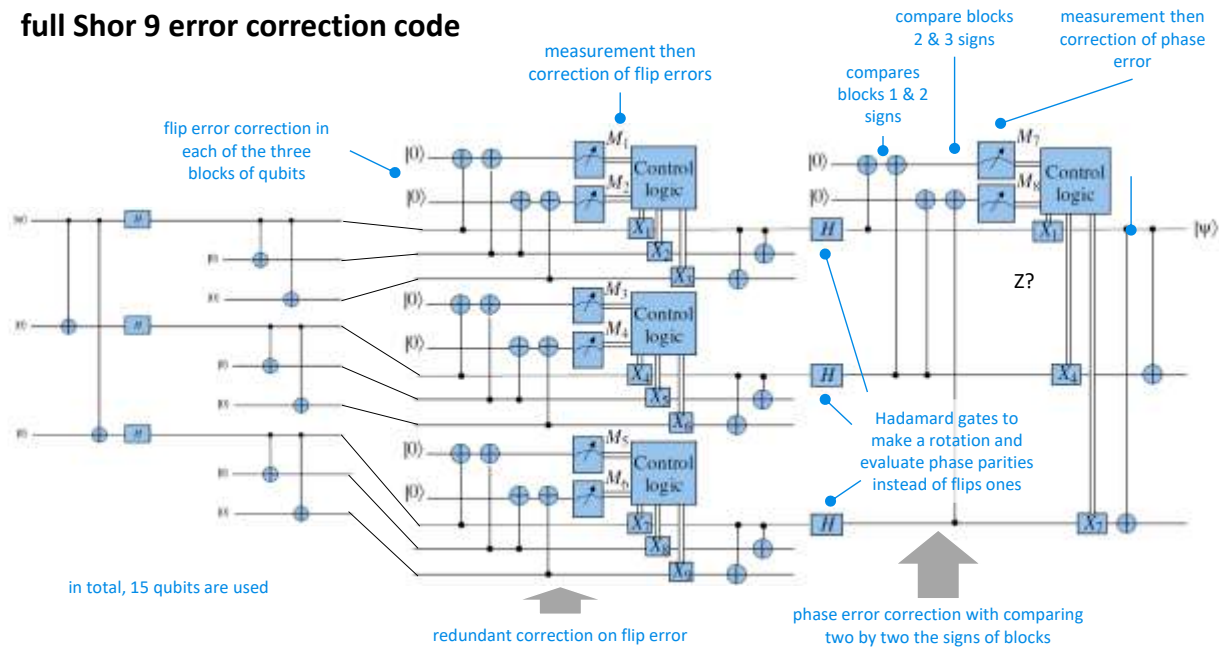 full Shor 9 error correction code
compare blocks
2 & 3 signs
measurement then
correction of phase
error
measurement then
correction of flip errors
compares
blocks 1 & 2
signs
flip error correction in
each of the three
blocks of qubits
|0⟩
M1
|0⟩
M2
Control
logic
X1
X2
X3
|0⟩
M3
|0⟩
M4
Control
logic
X4
X5
X6
|0⟩
M5
|0⟩
M6
Control
logic
X7
X8
X9
H
H
H
|0⟩
M7
|0⟩
M8
Control
logic
H
X1
|ψ⟩
Z?
H
X4
Hadamard gates to
make a rotation and
evaluate phase parities
instead of flips ones
H
X7
in total, 15 qubits are used
redundant correction on flip error
phase error correction with comparing
two by two the signs of blocks